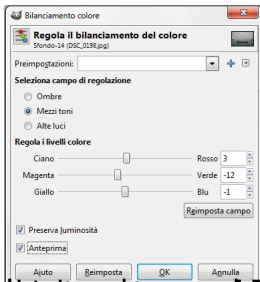 Bilanciamento colore
Regola il bilanciamento del colore
Sfondo-14 (DSC_0198.jpg)
Preimpostazioni:
Seleziona campo di regolazione
Ombre
Mezzi toni
Alte luci
Regola i livelli colore
Ciano Rosso 3
Magenta Verde -12
Giallo Blu -1
Reimposta campo
Preserva luminosità
Anteprima
Aiuto Reimposta OK Annulla